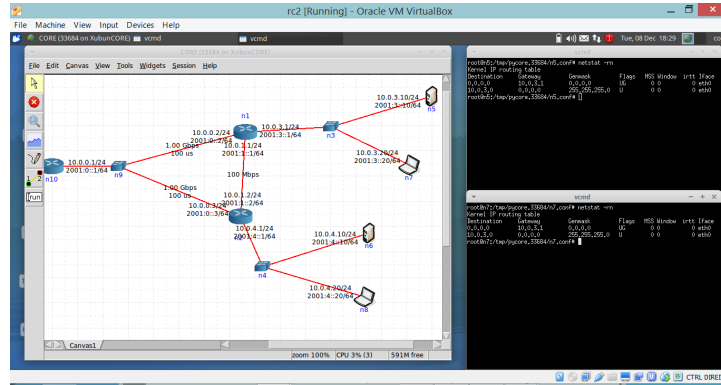 rc2 [Running] - Oracle VM VirtualBox
File Machine View Input Devices Help
CORE (33684 on XubunCORE) vcmd vcmd Tue, 08 Dec 18:29 co
CORE (33684 on XubunCORE)
File Edit Canvas View Tools Widgets Session Help
10.0.3.10/24
2001:3::10/64
n5
n1
10.0.0.2/24
2001:0::2/64
10.0.3.1/24
2001:3::1/64
n3
1.00 Gbps
100 us
10.0.1.1/24
2001:1::1/64
10.0.3.20/24
2001:3::20/64
n7
10.0.0.1/24
2001:0::1/64
n10
n9
100 Mbps
1.00 Gbps
100 us
10.0.0.3/24
2001:0::3/64
10.0.1.2/24
2001:1::2/64
10.0.4.1/24
2001:4::1/64
n2
10.0.4.10/24
2001:4::10/64
n6
n4
10.0.4.20/24
2001:4::20/64
n8
1 2
run
Canvas1
zoom 100% CPU 3% (3) 591M free
vcmd
root@n5:/tmp/pycore.33684/n5.conf# netstat -rn
Kernel IP routing table
Destination Gateway Genmask Flags MSS Window irtt Iface
0.0.0.0 10.0.3.1 0.0.0.0 UG 0 0 0 eth0
10.0.3.0 0.0.0.0 255.255.255.0 U 0 0 0 eth0
root@n5:/tmp/pycore.33684/n5.conf#
vcmd
root@n7:/tmp/pycore.33684/n7.conf# netstat -rn
Kernel IP routing table
Destination Gateway Genmask Flags MSS Window irtt Iface
0.0.0.0 10.0.3.1 0.0.0.0 UG 0 0 0 eth0
10.0.3.0 0.0.0.0 255.255.255.0 U 0 0 0 eth0
root@n7:/tmp/pycore.33684/n7.conf#
CTRL DIREI